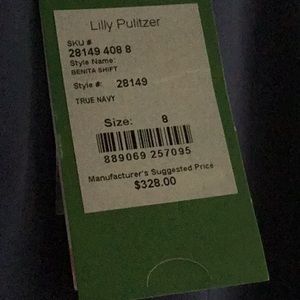 Lilly Pulitzer
SKU #
28149 408 8
Style Name:
BENITA SHIFT
Style #: 28149
TRUE NAVY
Size: 8
889069 257095
Manufacturer's Suggested Price
$328.00